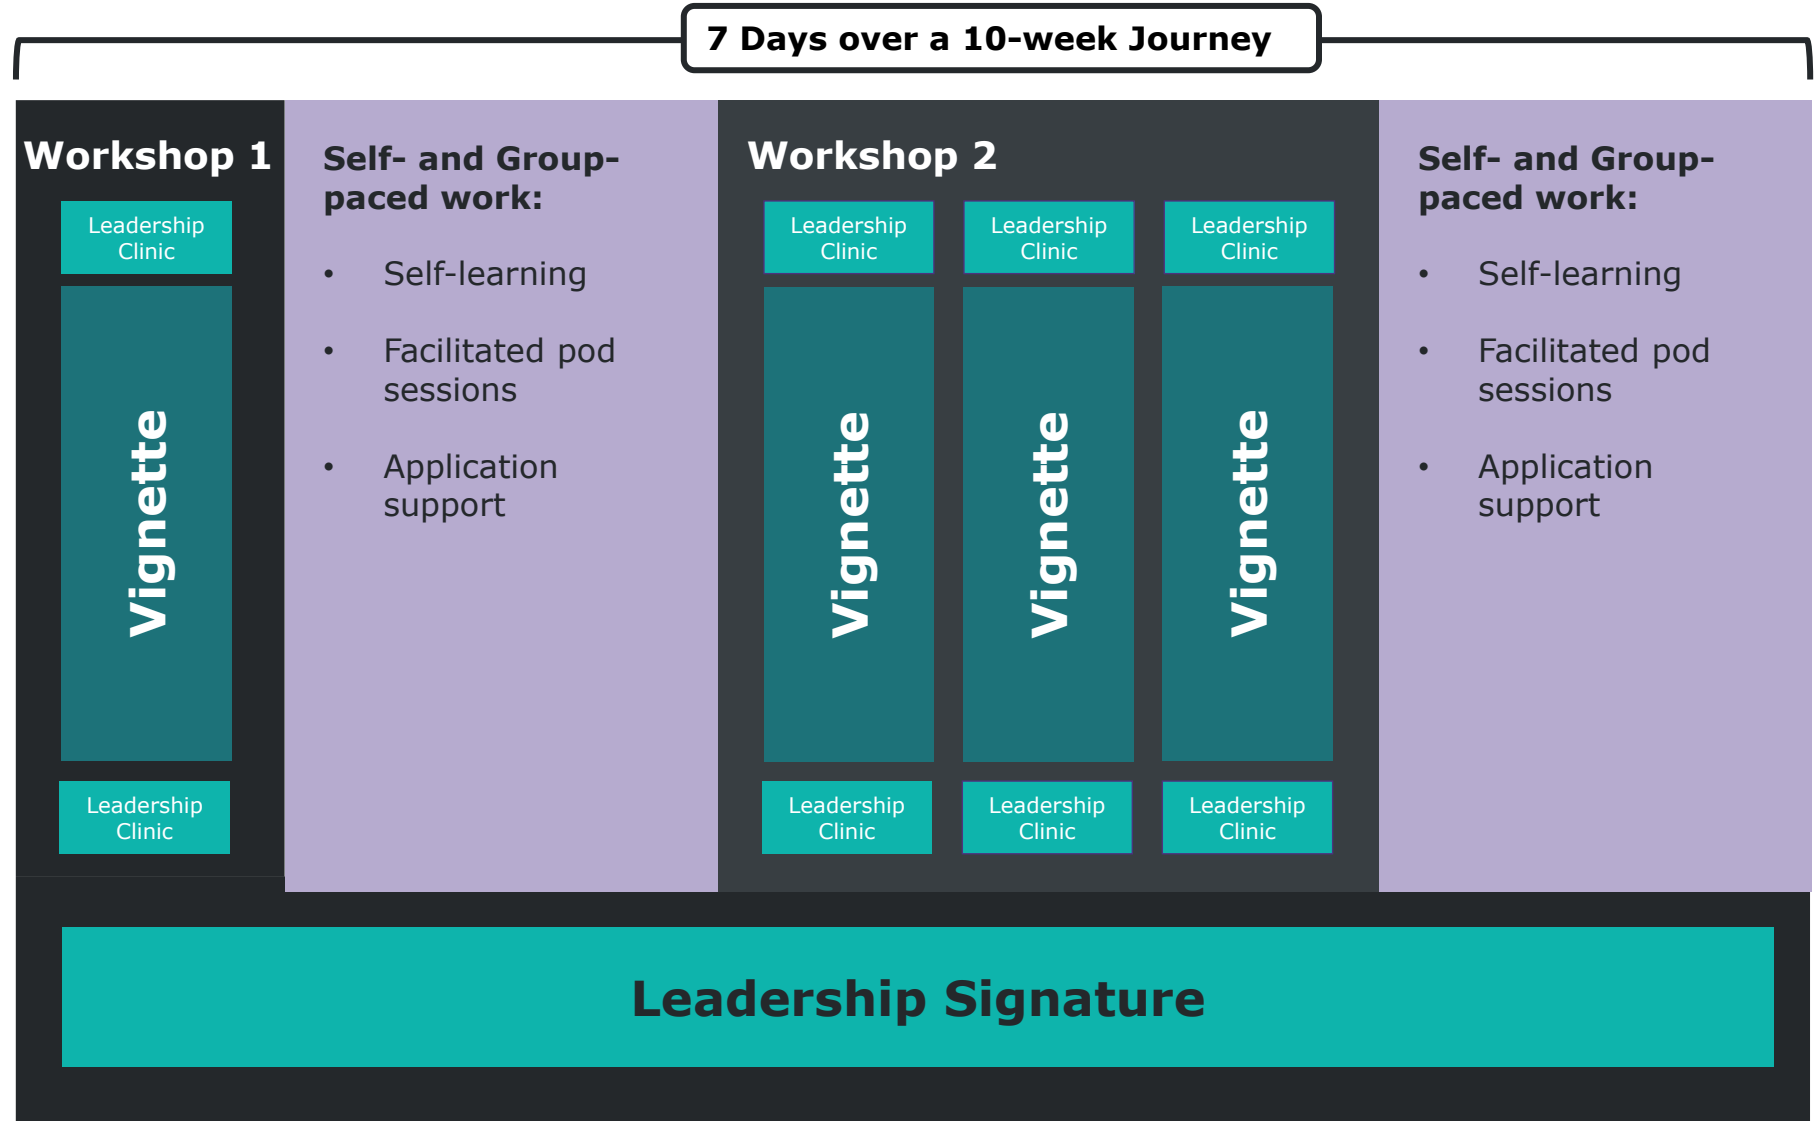 7 Days over a 10-week Journey
Workshop 1
Leadership
Clinic
Vignette
Leadership
Clinic
Self- and Group-
paced work:
• Self-learning
• Facilitated pod
sessions
• Application
support
Workshop 2
Leadership
Clinic
Leadership
Clinic
Leadership
Clinic
Vignette
Vignette
Vignette
Leadership
Clinic
Leadership
Clinic
Leadership
Clinic
Self- and Group-
paced work:
• Self-learning
• Facilitated pod
sessions
• Application
support
Leadership Signature